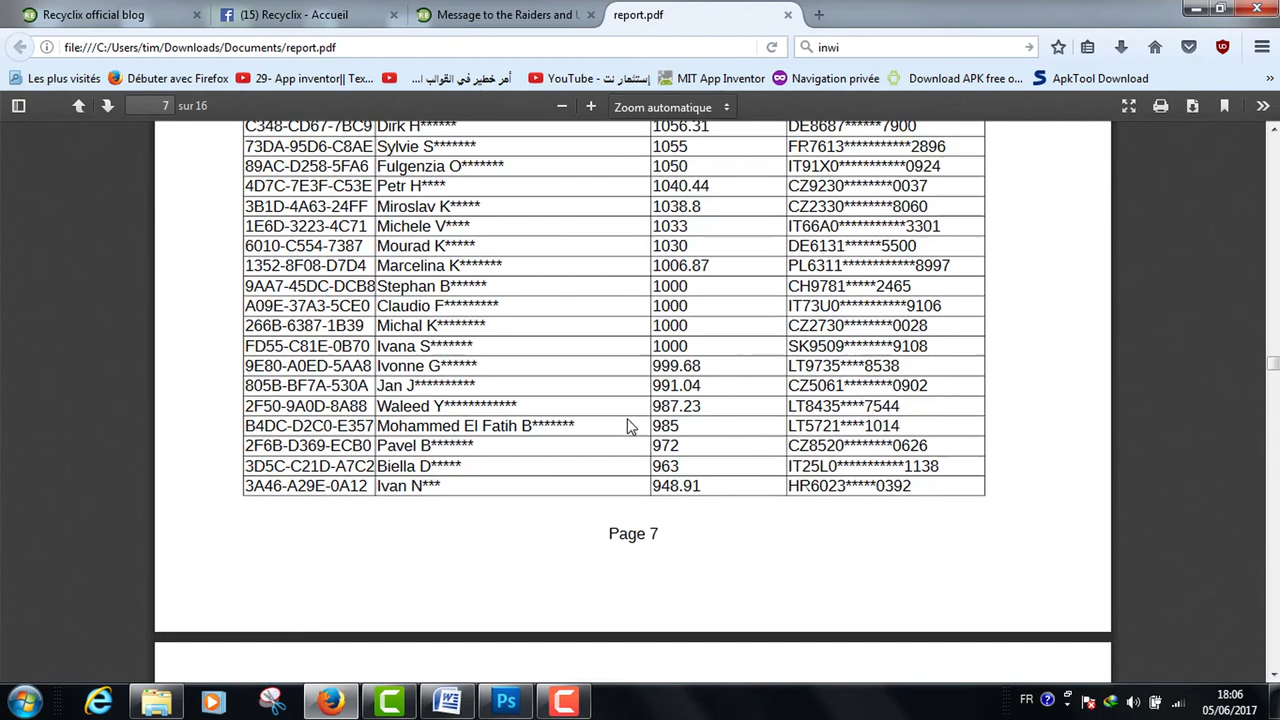 Recyclix official blog
(15) Recyclix - Accueil
Message to the Raiders and U
report.pdf
file:///C:/Users/tim/Downloads/Documents/report.pdf
inwi
Les plus visités
Débuter avec Firefox
29- App inventor|| Tex...
أمر خطير في القوالب ا...
YouTube - إستثمار نت
MIT App Inventor
Navigation privée
Download APK free o...
ApkTool Download
7 sur 16
Zoom automatique
C348-CD67-7BC9 Dirk H****** 1056.31 DE8687******7900
73DA-95D6-C8AE Sylvie S******* 1055 FR7613***********2896
89AC-D258-5FA6 Fulgenzia O******* 1050 IT91X0***********0924
4D7C-7E3F-C53E Petr H**** 1040.44 CZ9230********0037
3B1D-4A63-24FF Miroslav K***** 1038.8 CZ2330********8060
1E6D-3223-4C71 Michele V**** 1033 IT66A0***********3301
6010-C554-7387 Mourad K***** 1030 DE6131******5500
1352-8F08-D7D4 Marcelina K******* 1006.87 PL6311************8997
9AA7-45DC-DCB8 Stephan B****** 1000 CH9781*****2465
A09E-37A3-5CE0 Claudio F********* 1000 IT73U0***********9106
266B-6387-1B39 Michal K******** 1000 CZ2730********0028
FD55-C81E-0B70 Ivana S******* 1000 SK9509********9108
9E80-A0ED-5AA8 Ivonne G****** 999.68 LT9735****8538
805B-BF7A-530A Jan J********** 991.04 CZ5061********0902
2F50-9A0D-8A88 Waleed Y************ 987.23 LT8435****7544
B4DC-D2C0-E357 Mohammed El Fatih B******* 985 LT5721****1014
2F6B-D369-ECB0 Pavel B******* 972 CZ8520********0626
3D5C-C21D-A7C2 Biella D***** 963 IT25L0***********1138
3A46-A29E-0A12 Ivan N*** 948.91 HR6023*****0392
Page 7
FR
18:06
05/06/2017